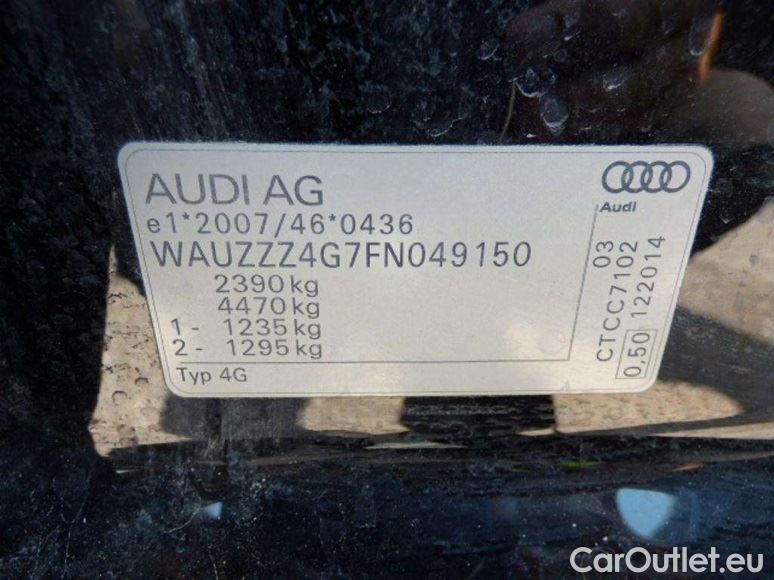 AUDI AG
e1*2007/46*0436
WAUZZZ4G7FN049150
2390 kg
4470 kg
1 - 1235 kg
2 - 1295 kg
Typ 4G
Audi
03
CTCC7102
0,50 122014
CarOutlet.eu